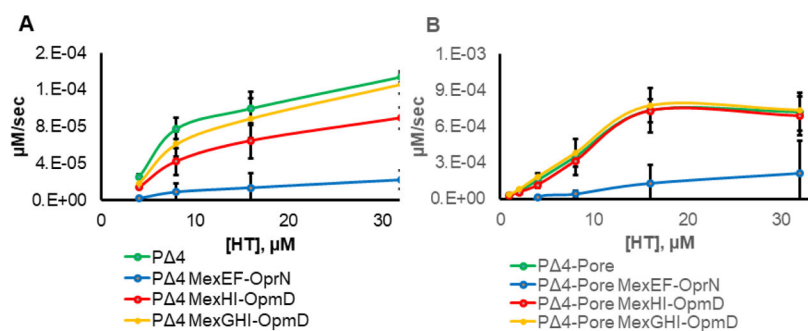 A
2.E-04
1.E-04
8.E-05
4.E-05
0.E+00
µM/sec
0 10 20 30
[HT], µM
PΔ4
PΔ4 MexEF-OprN
PΔ4 MexHI-OpmD
PΔ4 MexGHI-OpmD
B
1.E-03
9.E-04
6.E-04
3.E-04
0.E+00
µM/sec
0 10 20 30
[HT], µM
PΔ4-Pore
PΔ4-Pore MexEF-OprN
PΔ4-Pore MexHI-OpmD
PΔ4-Pore MexGHI-OpmD